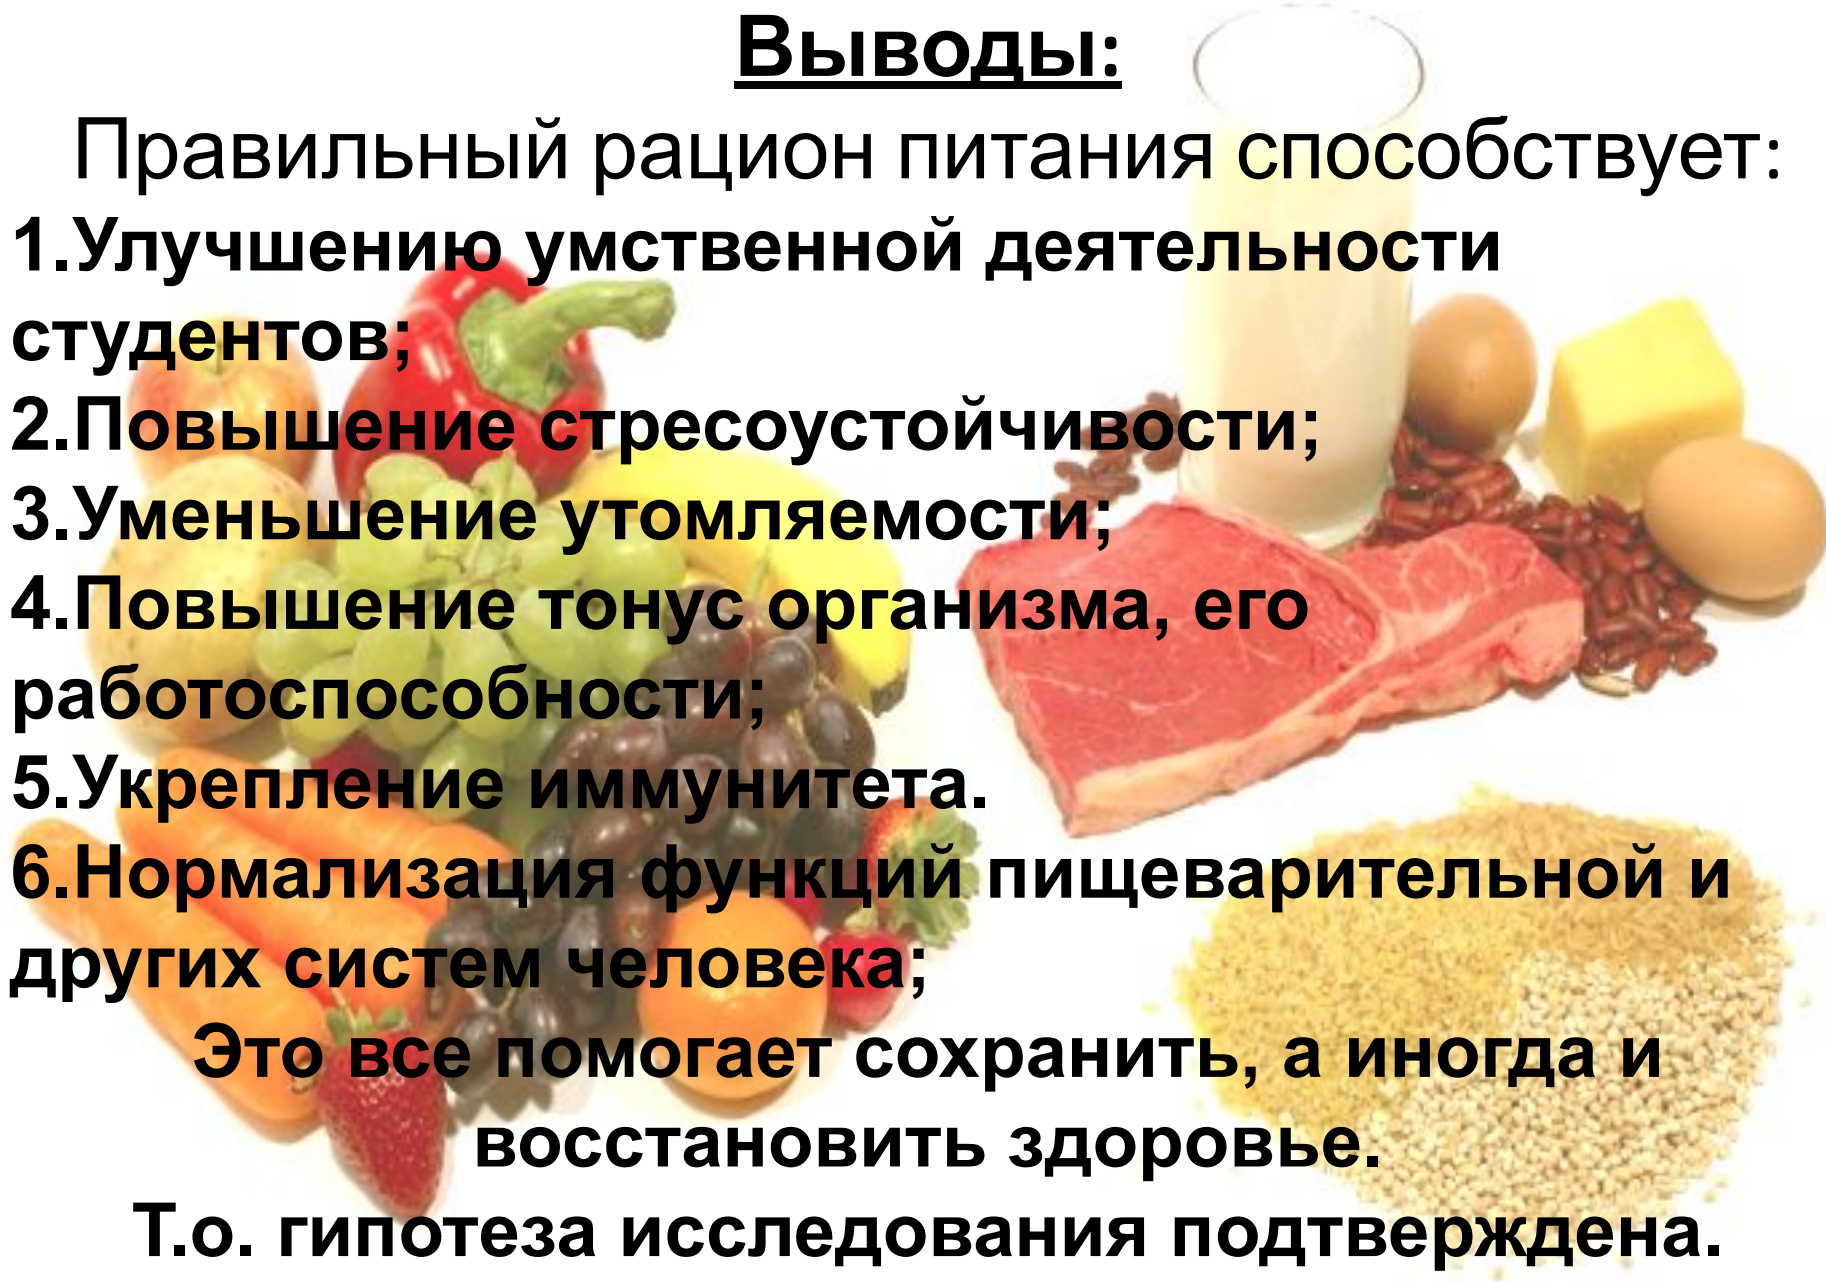 Выводы:
Правильный рацион питания способствует:
1.Улучшению умственной деятельности
студентов;
2.Повышение стресоустойчивости;
3.Уменьшение утомляемости;
4.Повышение тонус организма, его
работоспособности;
5.Укрепление иммунитета.
6.Нормализация функций пищеварительной и
других систем человека;
Это все помогает сохранить, а иногда и
восстановить здоровье.
Т.о. гипотеза исследования подтверждена.